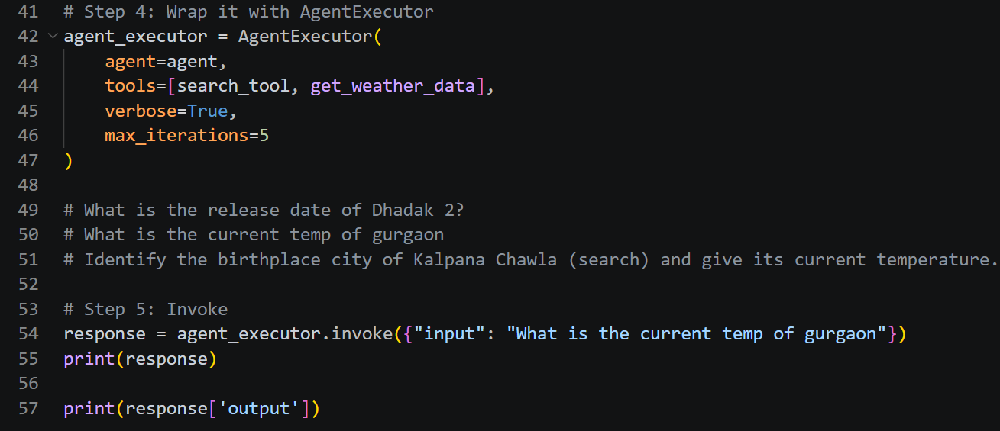 41 # Step 4: Wrap it with AgentExecutor
42 agent_executor = AgentExecutor(
43     agent=agent,
44     tools=[search_tool, get_weather_data],
45     verbose=True,
46     max_iterations=5
47 )
48
49 # What is the release date of Dhadak 2?
50 # What is the current temp of gurgaon
51 # Identify the birthplace city of Kalpana Chawla (search) and give its current temperature.
52
53 # Step 5: Invoke
54 response = agent_executor.invoke({"input": "What is the current temp of gurgaon"})
55 print(response)
56
57 print(response['output'])